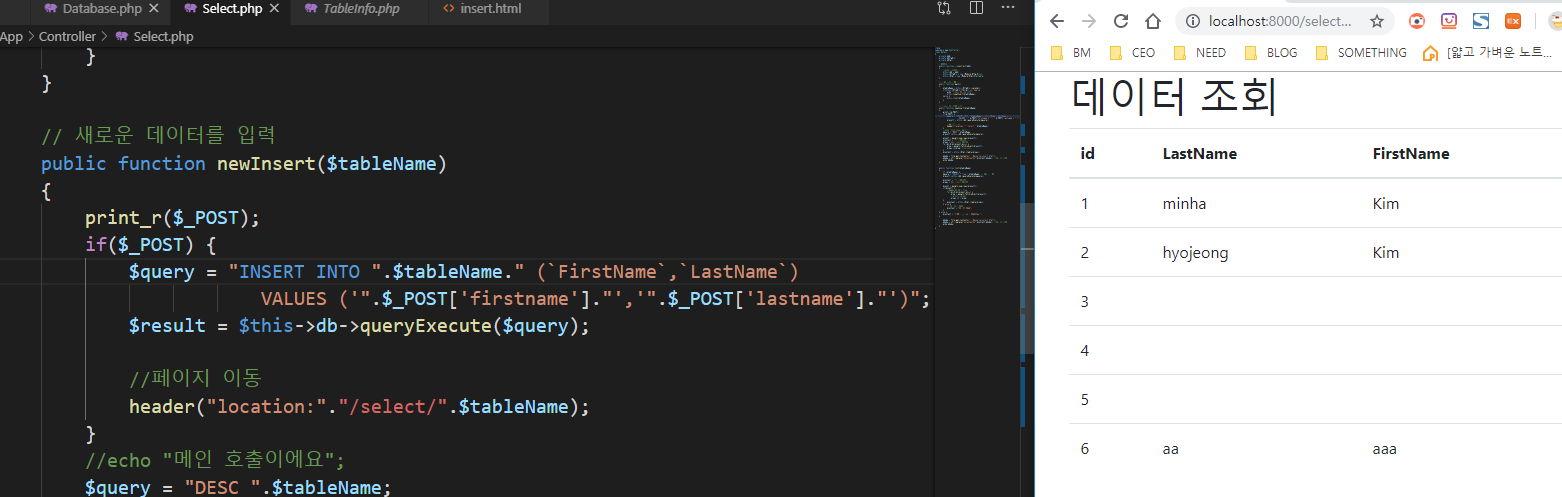 Database.php
Select.php
TableInfo.php
insert.html
App > Controller > Select.php
}
}
// 새로운 데이터를 입력
public function newInsert($tableName)
{
print_r($_POST);
if($_POST) {
$query = "INSERT INTO ".$tableName." (`FirstName`,`LastName`)
VALUES ('".$_POST['firstname']."','".$_POST['lastname']."')";
$result = $this->db->queryExecute($query);
//페이지 이동
header("location:"."/select/".$tableName);
}
//echo "메인 호출이에요";
$query = "DESC ".$tableName;
localhost:8000/select...
BM
CEO
NEED
BLOG
SOMETHING
[얇고 가벼운 노트...
데이터 조회
id LastName FirstName
1 minha Kim
2 hyojeong Kim
3
4
5
6 aa aaa